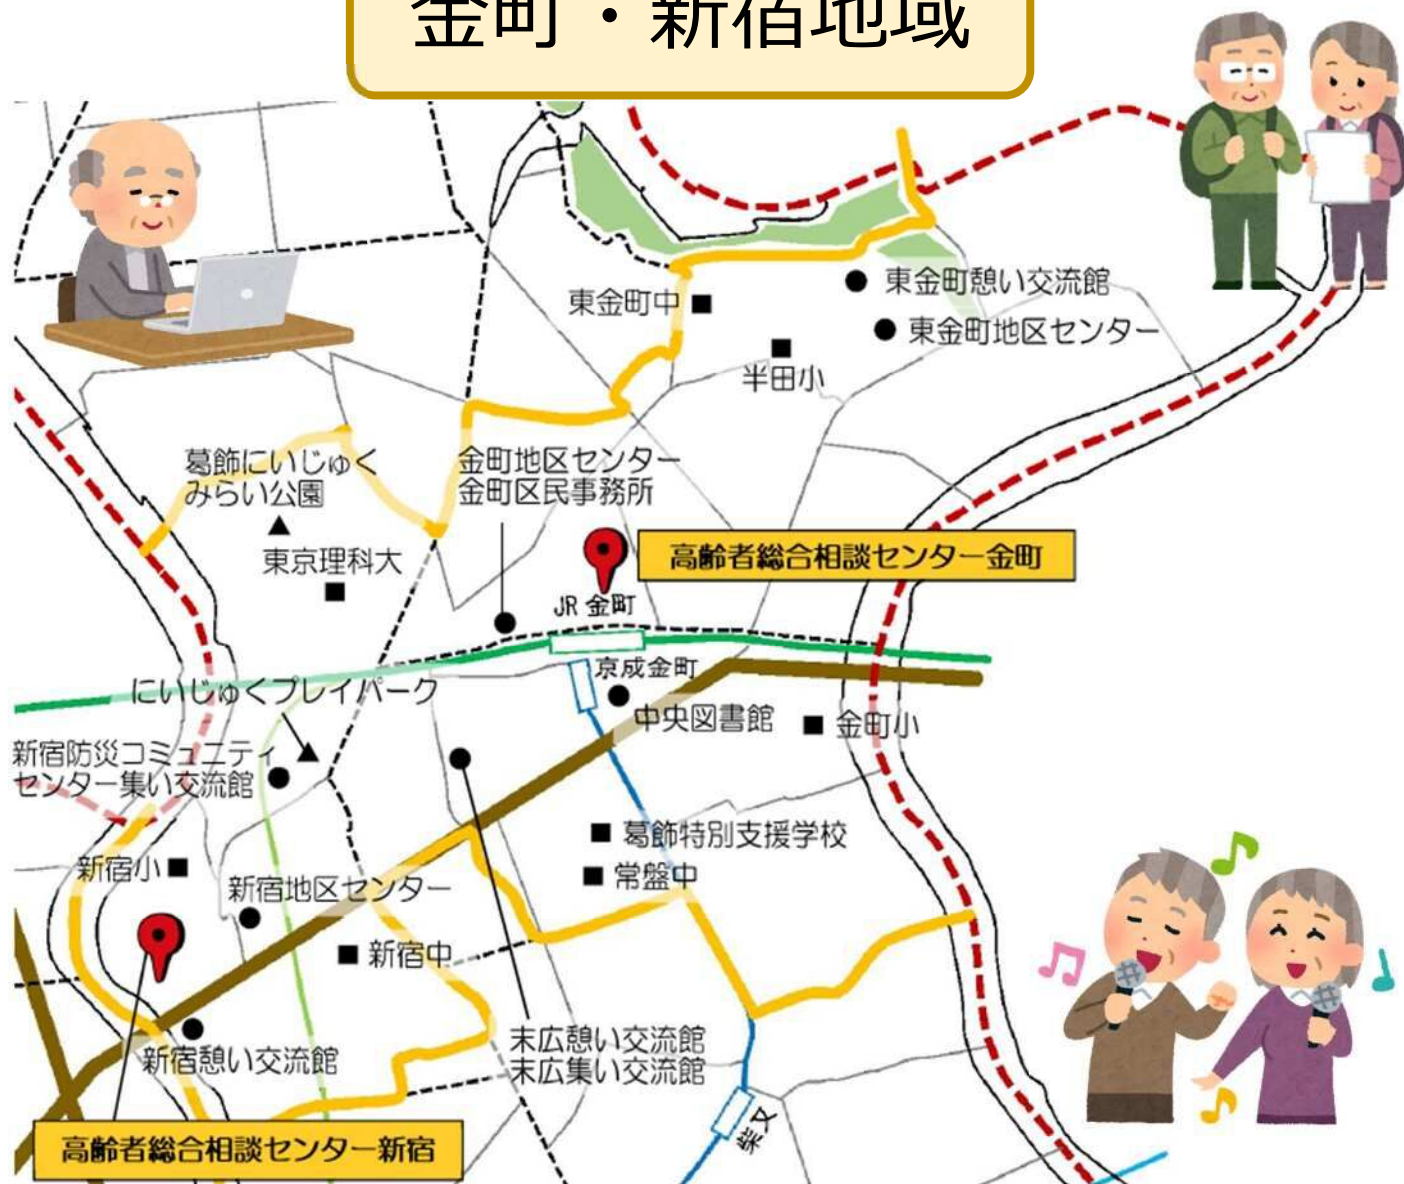 金町・新宿地域
東金町憩い交流館
東金町中
東金町地区センター
半田小
葛飾にいじゅく
みらい公園
金町地区センター
金町区民事務所
東京理科大
高齢者総合相談センター金町
JR 金町
京成金町
にいじゅくプレイパーク
中央図書館
金町小
新宿防災コミュニティ
センター集い交流館
葛飾特別支援学校
新宿小
常盤中
新宿地区センター
新宿中
新宿憩い交流館
末広憩い交流館
末広集い交流館
柴又
高齢者総合相談センター新宿